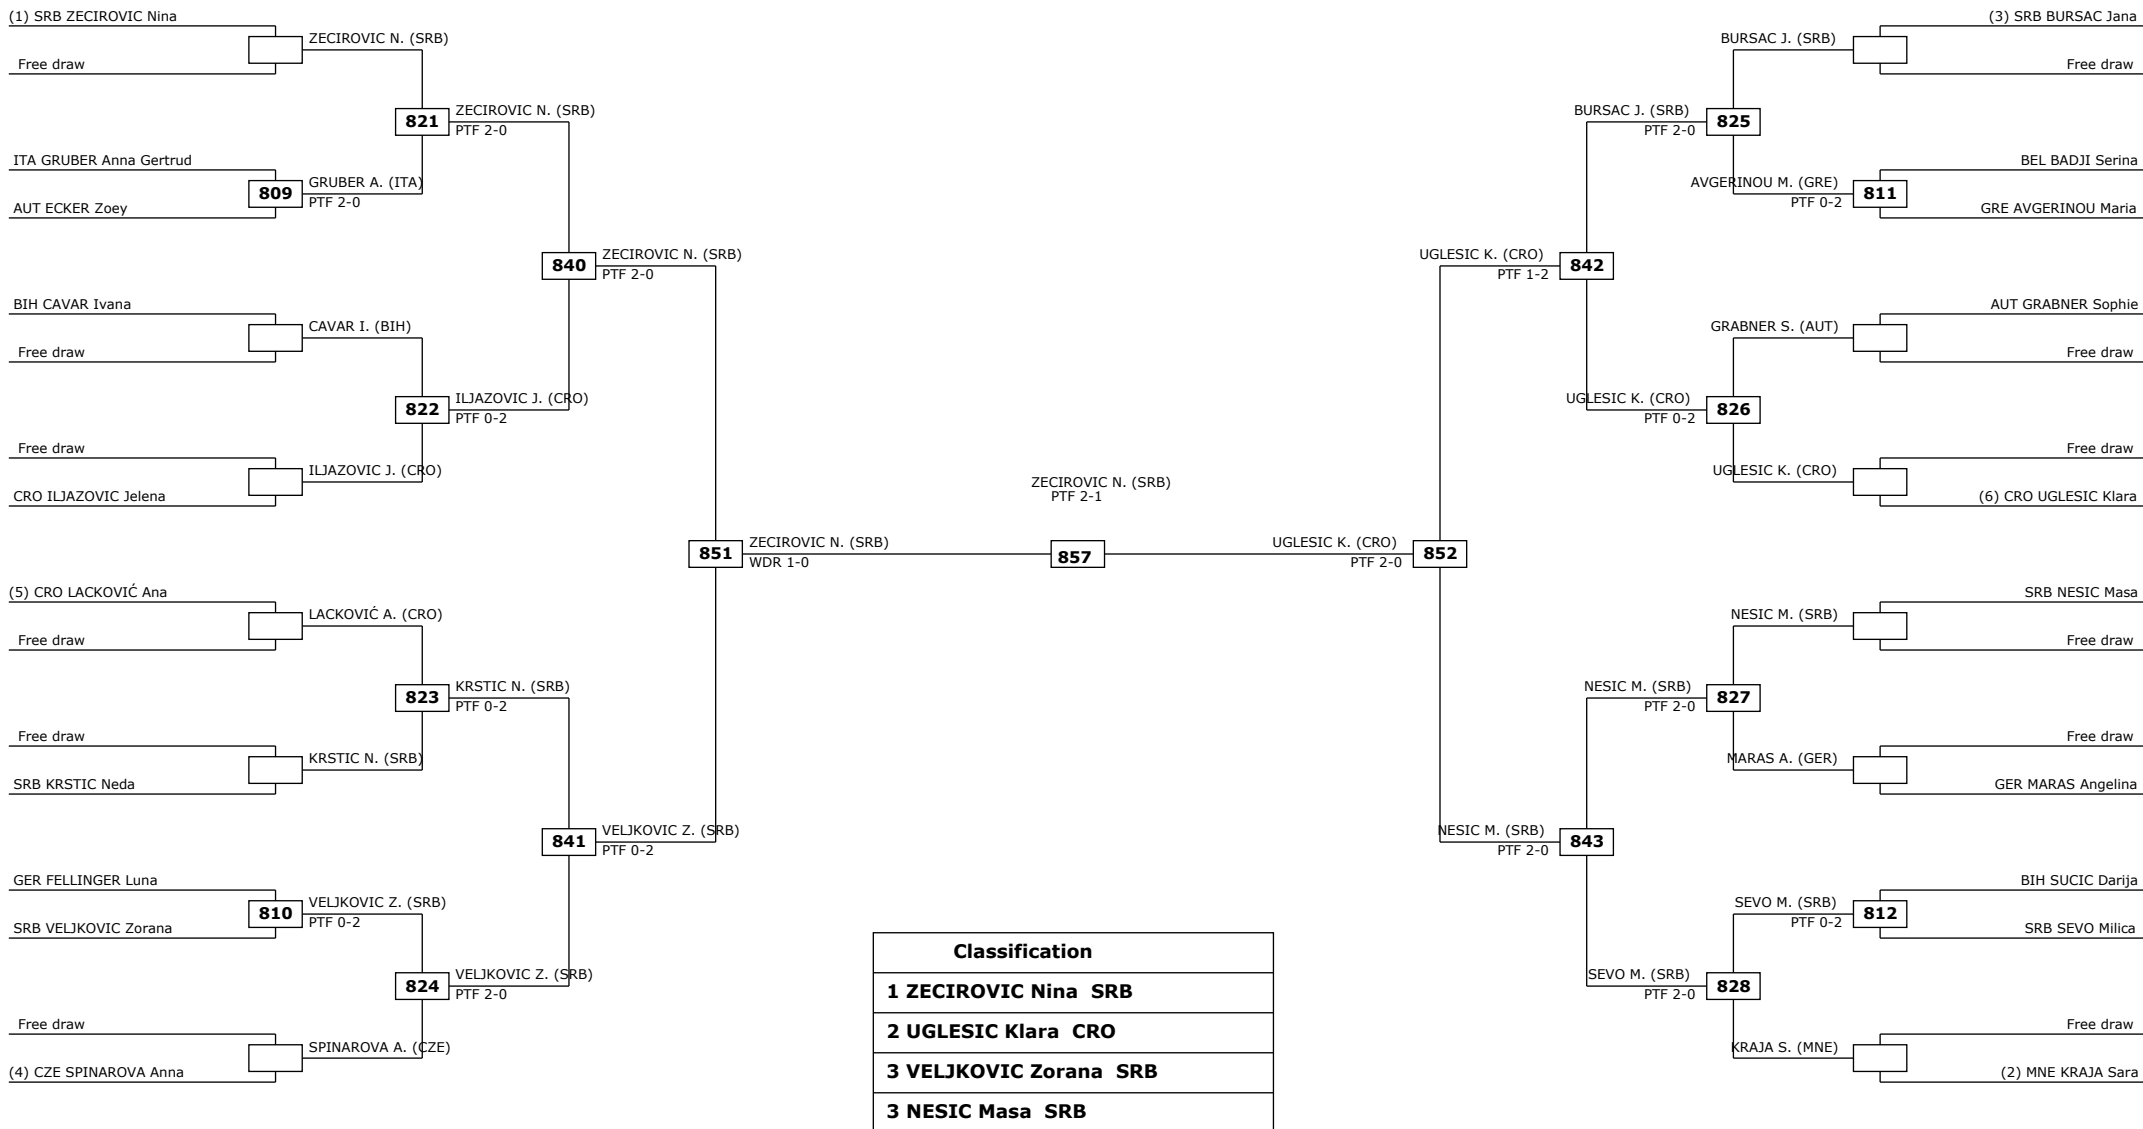 (1) SRB ZECIROVIC Nina
ZECIROVIC N. (SRB)
Free draw
821
ZECIROVIC N. (SRB)
PTF 2-0
ITA GRUBER Anna Gertrud
809
GRUBER A. (ITA)
PTF 2-0
AUT ECKER Zoey
840
ZECIROVIC N. (SRB)
PTF 2-0
BIH CAVAR Ivana
CAVAR I. (BIH)
Free draw
822
ILJAZOVIC J. (CRO)
PTF 0-2
Free draw
ILJAZOVIC J. (CRO)
CRO ILJAZOVIC Jelena
851
ZECIROVIC N. (SRB)
WDR 1-0
(5) CRO LACKOVIĆ Ana
LACKOVIĆ A. (CRO)
Free draw
823
KRSTIC N. (SRB)
PTF 0-2
Free draw
KRSTIC N. (SRB)
SRB KRSTIC Neda
841
VELJKOVIC Z. (SRB)
PTF 0-2
GER FELLINGER Luna
810
VELJKOVIC Z. (SRB)
PTF 0-2
SRB VELJKOVIC Zorana
824
VELJKOVIC Z. (SRB)
PTF 2-0
Free draw
SPINAROVA A. (CZE)
(4) CZE SPINAROVA Anna
ZECIROVIC N. (SRB)
PTF 2-1
857
(3) SRB BURSAC Jana
BURSAC J. (SRB)
Free draw
BURSAC J. (SRB)
PTF 2-0
825
BEL BADJI Serina
AVGERINOU M. (GRE)
PTF 0-2
811
GRE AVGERINOU Maria
UGLESIC K. (CRO)
PTF 1-2
842
AUT GRABNER Sophie
GRABNER S. (AUT)
Free draw
UGLESIC K. (CRO)
PTF 0-2
826
Free draw
UGLESIC K. (CRO)
(6) CRO UGLESIC Klara
UGLESIC K. (CRO)
PTF 2-0
852
SRB NESIC Masa
NESIC M. (SRB)
Free draw
NESIC M. (SRB)
PTF 2-0
827
Free draw
MARAS A. (GER)
GER MARAS Angelina
NESIC M. (SRB)
PTF 2-0
843
BIH SUCIC Darija
SEVO M. (SRB)
PTF 0-2
812
SRB SEVO Milica
SEVO M. (SRB)
PTF 2-0
828
Free draw
KRAJA S. (MNE)
(2) MNE KRAJA Sara
Classification
1 ZECIROVIC Nina SRB
2 UGLESIC Klara CRO
3 VELJKOVIC Zorana SRB
3 NESIC Masa SRB